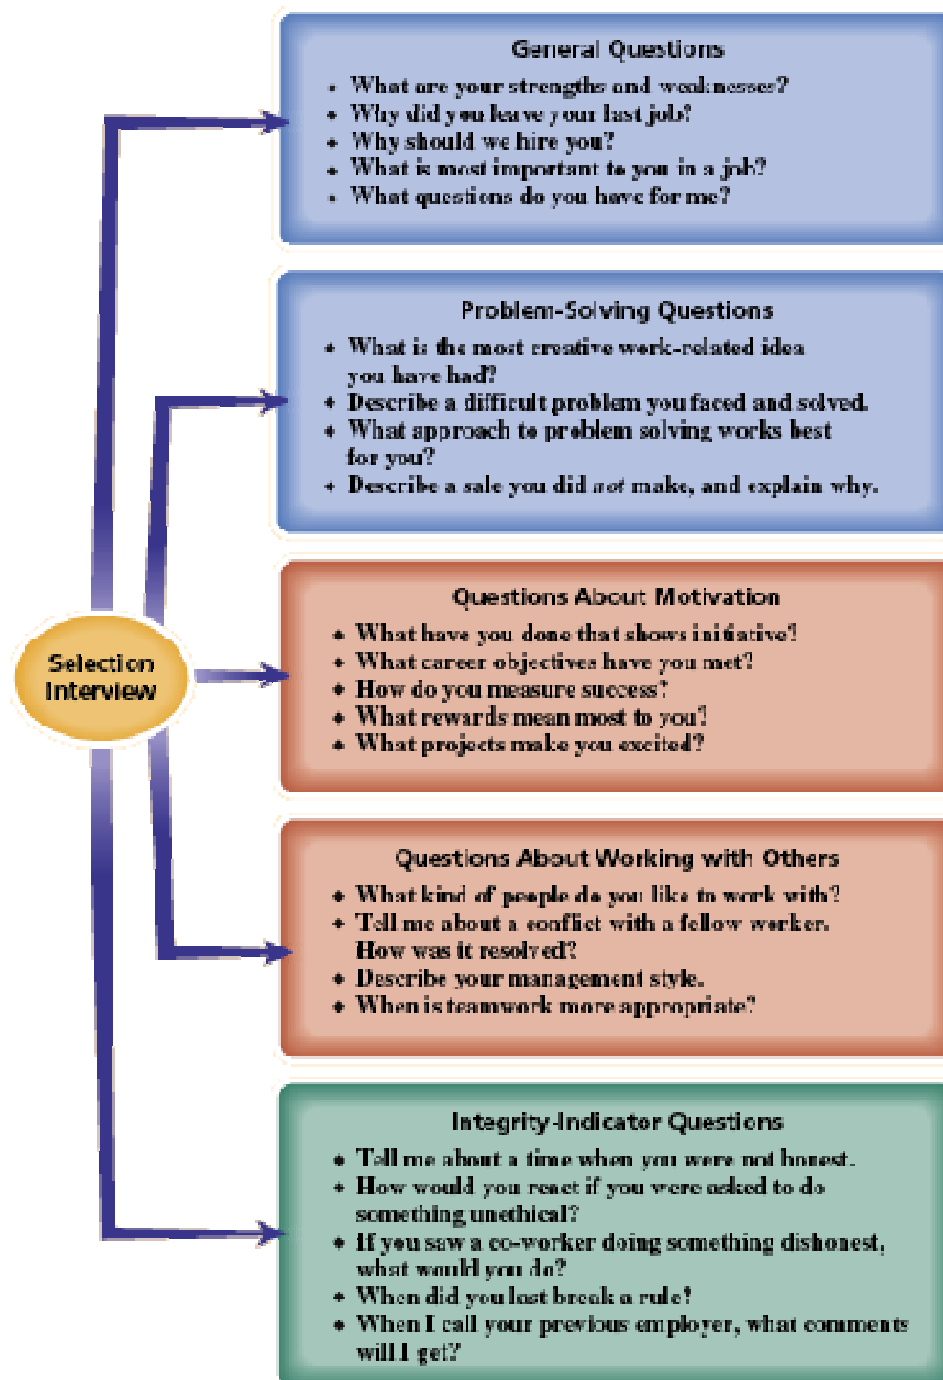 General Questions
• What are your strengths and weaknesses?
• Why did you leave your last job?
• Why should we hire you?
• What is most important to you in a job?
• What questions do you have for me?
Problem-Solving Questions
• What is the most creative work-related idea
you have had?
• Describe a difficult problem you faced and solved.
• What approach to problem solving works best
for you?
• Describe a sale you did not make, and explain why.
Selection
Interview
Questions About Motivation
• What have you done that shows initiative?
• What career objectives have you met?
• How do you measure success?
• What rewards mean most to you?
• What projects make you excited?
Questions About Working with Others
• What kind of people do you like to work with?
• Tell me about a conflict with a fellow worker.
How was it resolved?
• Describe your management style.
• When is teamwork more appropriate?
Integrity-Indicator Questions
• Tell me about a time when you were not honest.
• How would you react if you were asked to do
something unethical?
• If you saw a co-worker doing something dishonest,
what would you do?
• When did you last break a rule?
• When I call your previous employer, what comments
will I get?